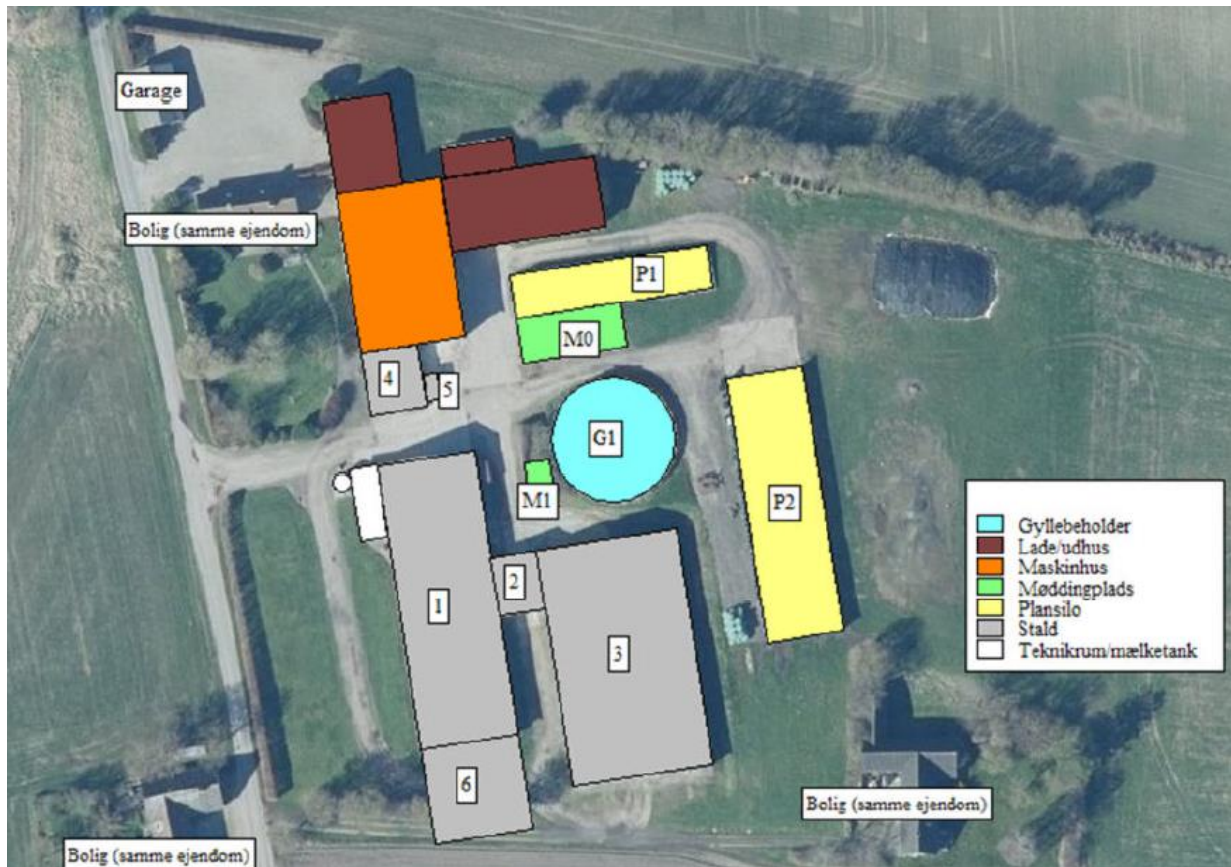 Garage
Bolig (samme ejendom)
P1
M0
4
5
G1
M1
P2
2
1
3
6
Gyllebeholder
Lade/udhus
Maskinhus
Møddingplads
Plansilo
Stald
Teknikrum/mælketank
Bolig (samme ejendom)
Bolig (samme ejendom)